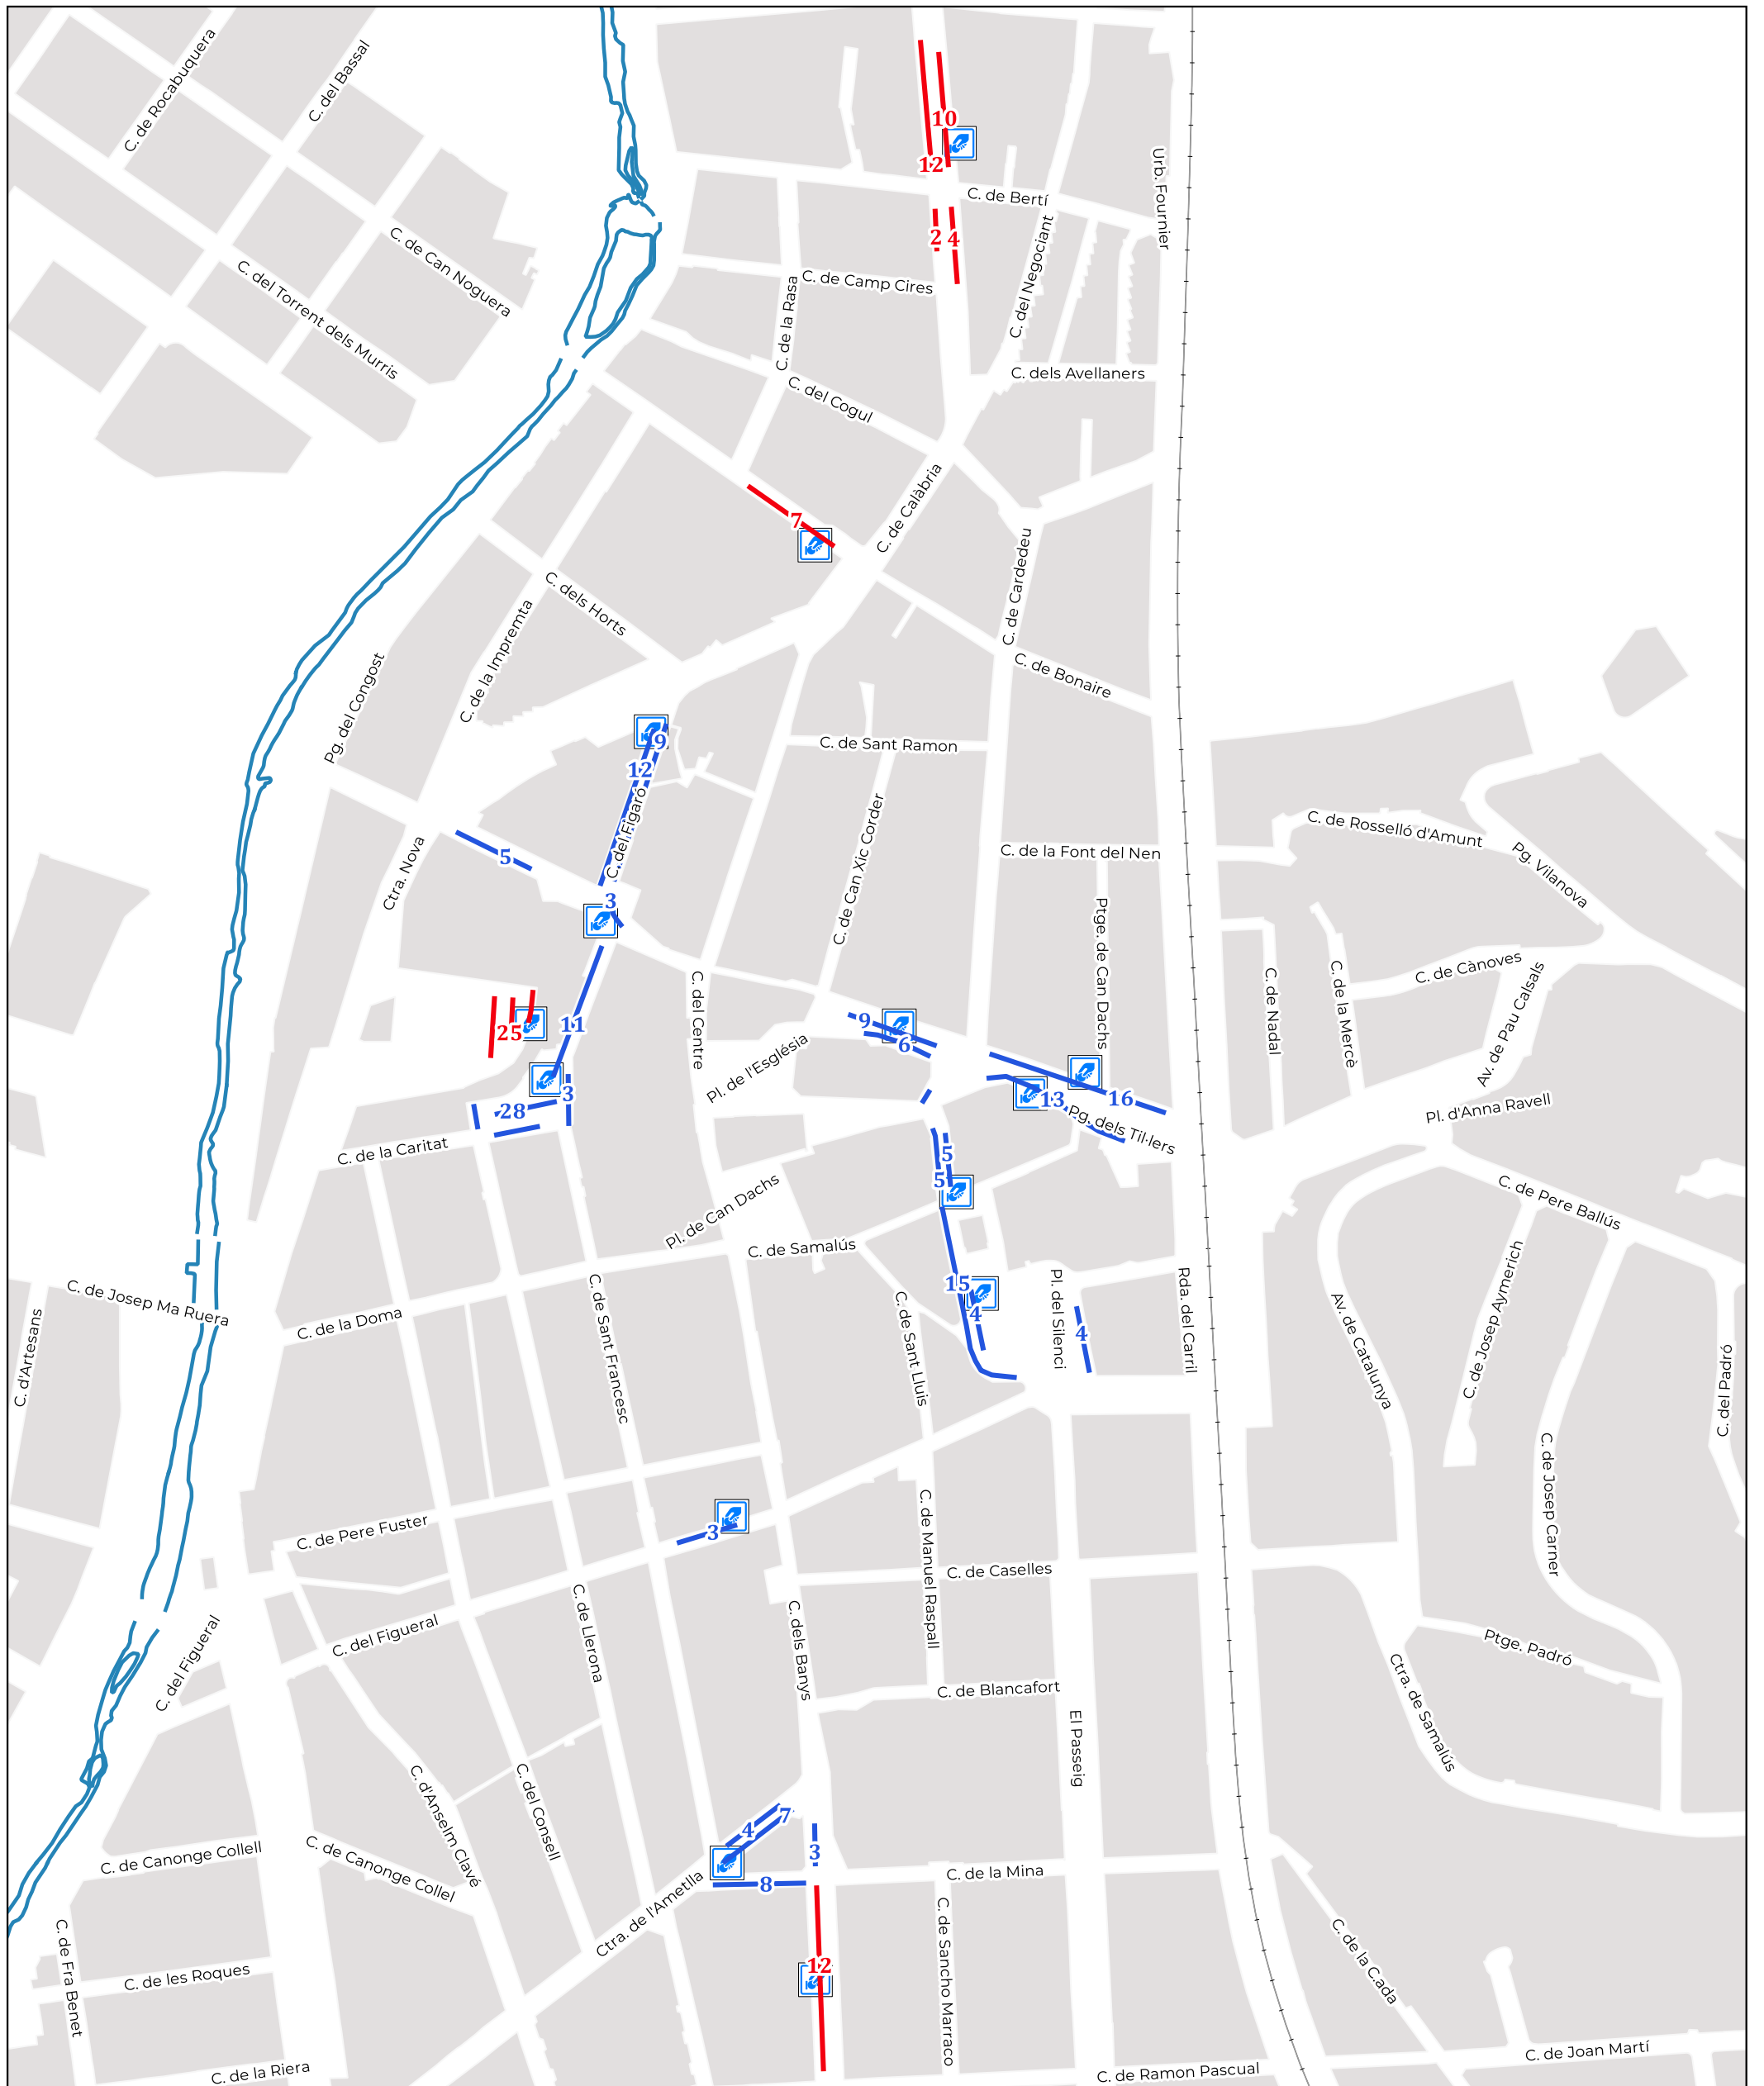 C. de Rocabuquera
C. del Bassal
10
12
C. de Bertí
Urb. Fournier
2
4
C. de Can Noguera
C. del Torrent dels Murris
C. de Camp Cires
C. de la Rasa
C. del Negociant
C. dels Avellaners
C. del Cogul
C. de Calàbria
7
C. de Cardedeu
C. dels Horts
C. de la Impremta
C. de Bonaire
Pg. del Congost
9
C. de Sant Ramon
12
C. del Figaró
C. de Rosselló d'Amunt
Pg. Vilanova
5
C. de la Font del Nen
Ctra. Nova
C. de Can Xic Corder
3
Ptge. de Can Dachs
C. de Cànoves
C. de Nadal
C. de la Mercè
Av. de Pau Calsals
C. del Centre
25
11
9
6
Pl. de l'Església
3
28
13
16
Pg. dels Til·lers
Pl. d'Anna Ravell
C. de la Caritat
5
5
Pl. de Can Dachs
C. de Pere Ballús
C. de Samalús
C. de Josep Ma Ruera
C. d'Artesans
C. de la Doma
C. de Sant Francesc
C. de Sant Lluis
15
4
Pl. del Silenci
4
Rda. del Carril
Av. de Catalunya
C. de Josep Aymerich
C. del Padró
C. de Josep Carner
C. de Pere Fuster
3
C. de Manuel Raspall
C. de Caselles
C. del Figueral
C. del Figueral
C. de Llerona
C. dels Banys
Ptge. Padró
C. de Blancafort
Ctra. de Samalús
El Passeig
C. d'Anselm Clavé
C. del Consell
7
4
3
C. de Canonge Collell
C. de Canonge Collel
8
C. de la Mina
Ctra. de l'Ametlla
C. de Fra Benet
C. de les Roques
12
C. de Sancho Marraco
C. de la C.ada
C. de Joan Martí
C. de la Riera
C. de Ramon Pascual